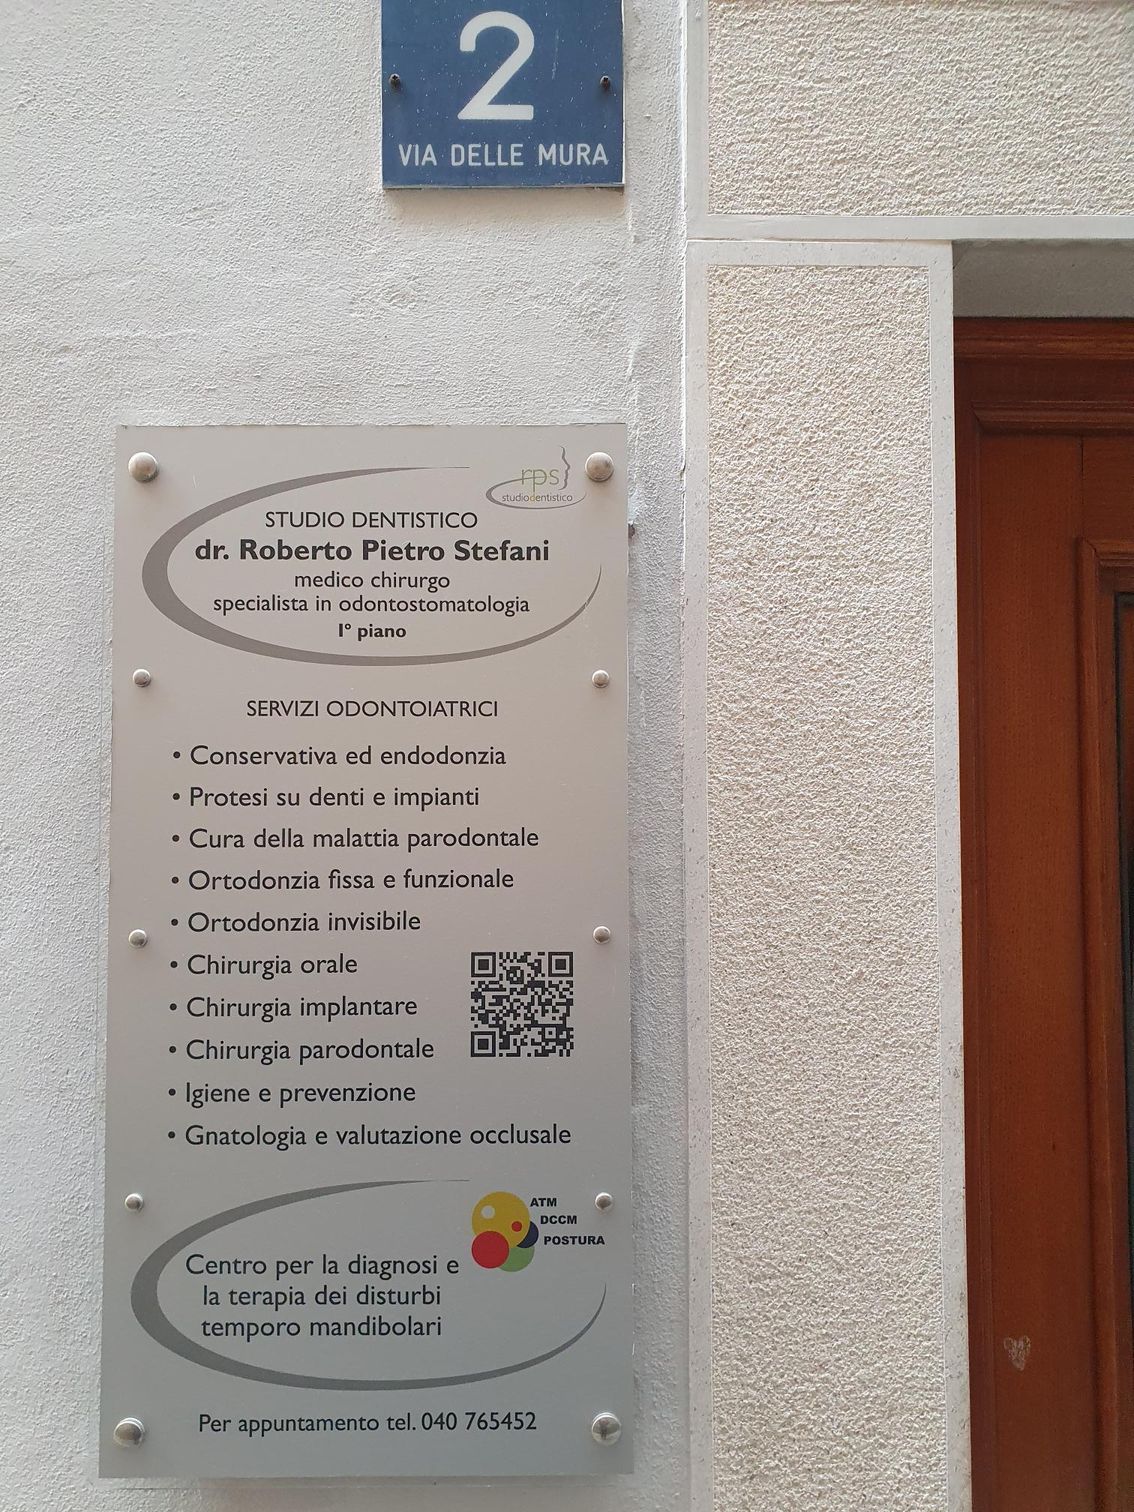 2
VIA DELLE MURA
rps
studiodentistico
STUDIO DENTISTICO
dr. Roberto Pietro Stefani
medico chirurgo
specialista in odontostomatologia
I° piano
SERVIZI ODONTOIATRICI
• Conservativa ed endodonzia
• Protesi su denti e impianti
• Cura della malattia parodontale
• Ortodonzia fissa e funzionale
• Ortodonzia invisibile
• Chirurgia orale
• Chirurgia implantare
• Chirurgia parodontale
• Igiene e prevenzione
• Gnatologia e valutazione occlusale
ATM
DCCM
POSTURA
Centro per la diagnosi e
la terapia dei disturbi
temporo mandibolari
Per appuntamento tel. 040 765452